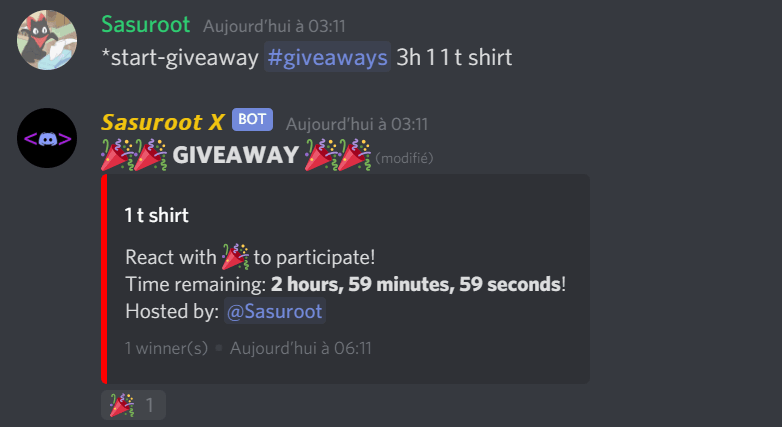 Sasuroot Aujourd'hui à 03:11
*start-giveaway #giveaways 3h 1 1 t shirt
Sasuroot X BOT Aujourd'hui à 03:11
🎉🎉 GIVEAWAY 🎉🎉 (modifié)
1 t shirt
React with 🎉 to participate!
Time remaining: 2 hours, 59 minutes, 59 seconds!
Hosted by: @Sasuroot
1 winner(s) • Aujourd'hui à 06:11
🎉 1